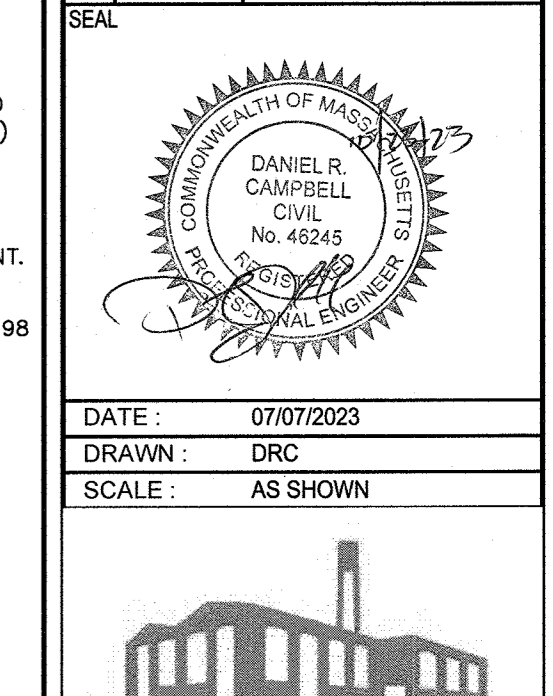 SEAL
)
)
NT.
98
COMMONWEALTH OF MASSACHUSETTS
DANIEL R.
CAMPBELL
CIVIL
No. 46245
REGISTERED
PROFESSIONAL ENGINEER
DATE : 07/07/2023
DRAWN : DRC
SCALE : AS SHOWN